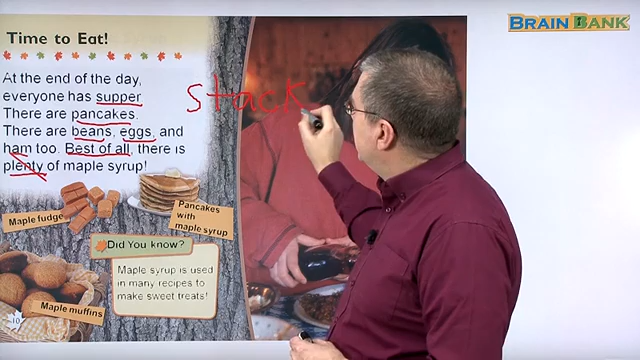 BRAIN BANK
Time to Eat!
At the end of the day,
everyone has supper.
There are pancakes.
There are beans, eggs, and
ham too. Best of all, there is
plenty of maple syrup!
stack
Maple fudge
Pancakes
with
maple syrup
Did You know?
Maple syrup is used
in many recipes to
make sweet treats!
Maple muffins
10